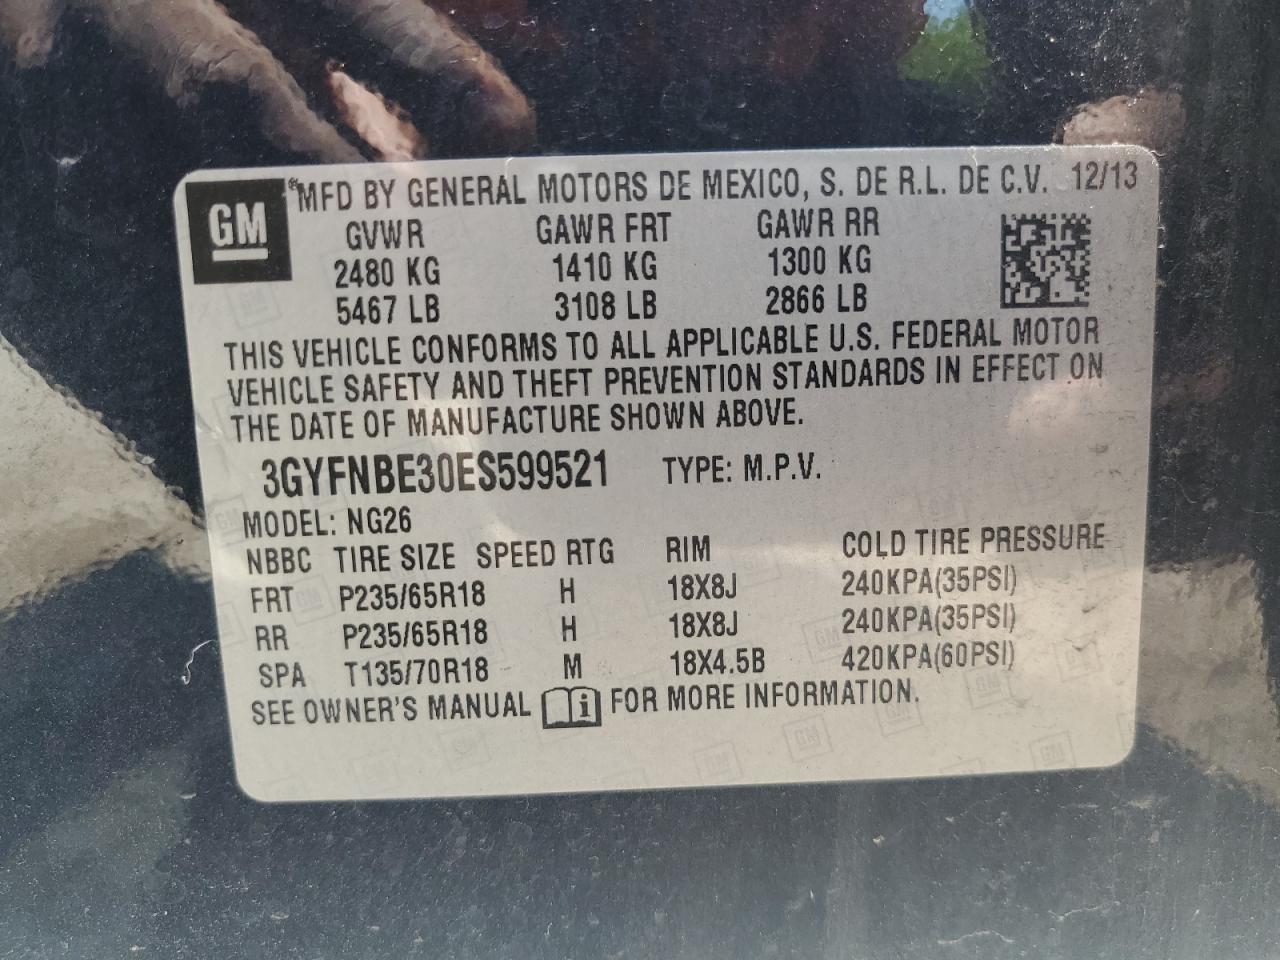 GM ® MFD BY GENERAL MOTORS DE MEXICO, S. DE R.L. DE C.V. 12/13
GVWR GAWR FRT GAWR RR
2480 KG 1410 KG 1300 KG
5467 LB 3108 LB 2866 LB
THIS VEHICLE CONFORMS TO ALL APPLICABLE U.S. FEDERAL MOTOR
VEHICLE SAFETY AND THEFT PREVENTION STANDARDS IN EFFECT ON
THE DATE OF MANUFACTURE SHOWN ABOVE.
3GYFNBE30ES599521 TYPE: M.P.V.
MODEL: NG26
NBBC TIRE SIZE SPEED RTG RIM COLD TIRE PRESSURE
FRT P235/65R18 H 18X8J 240KPA(35PSI)
RR P235/65R18 H 18X8J 240KPA(35PSI)
SPA T135/70R18 M 18X4.5B 420KPA(60PSI)
SEE OWNER'S MANUAL i FOR MORE INFORMATION.